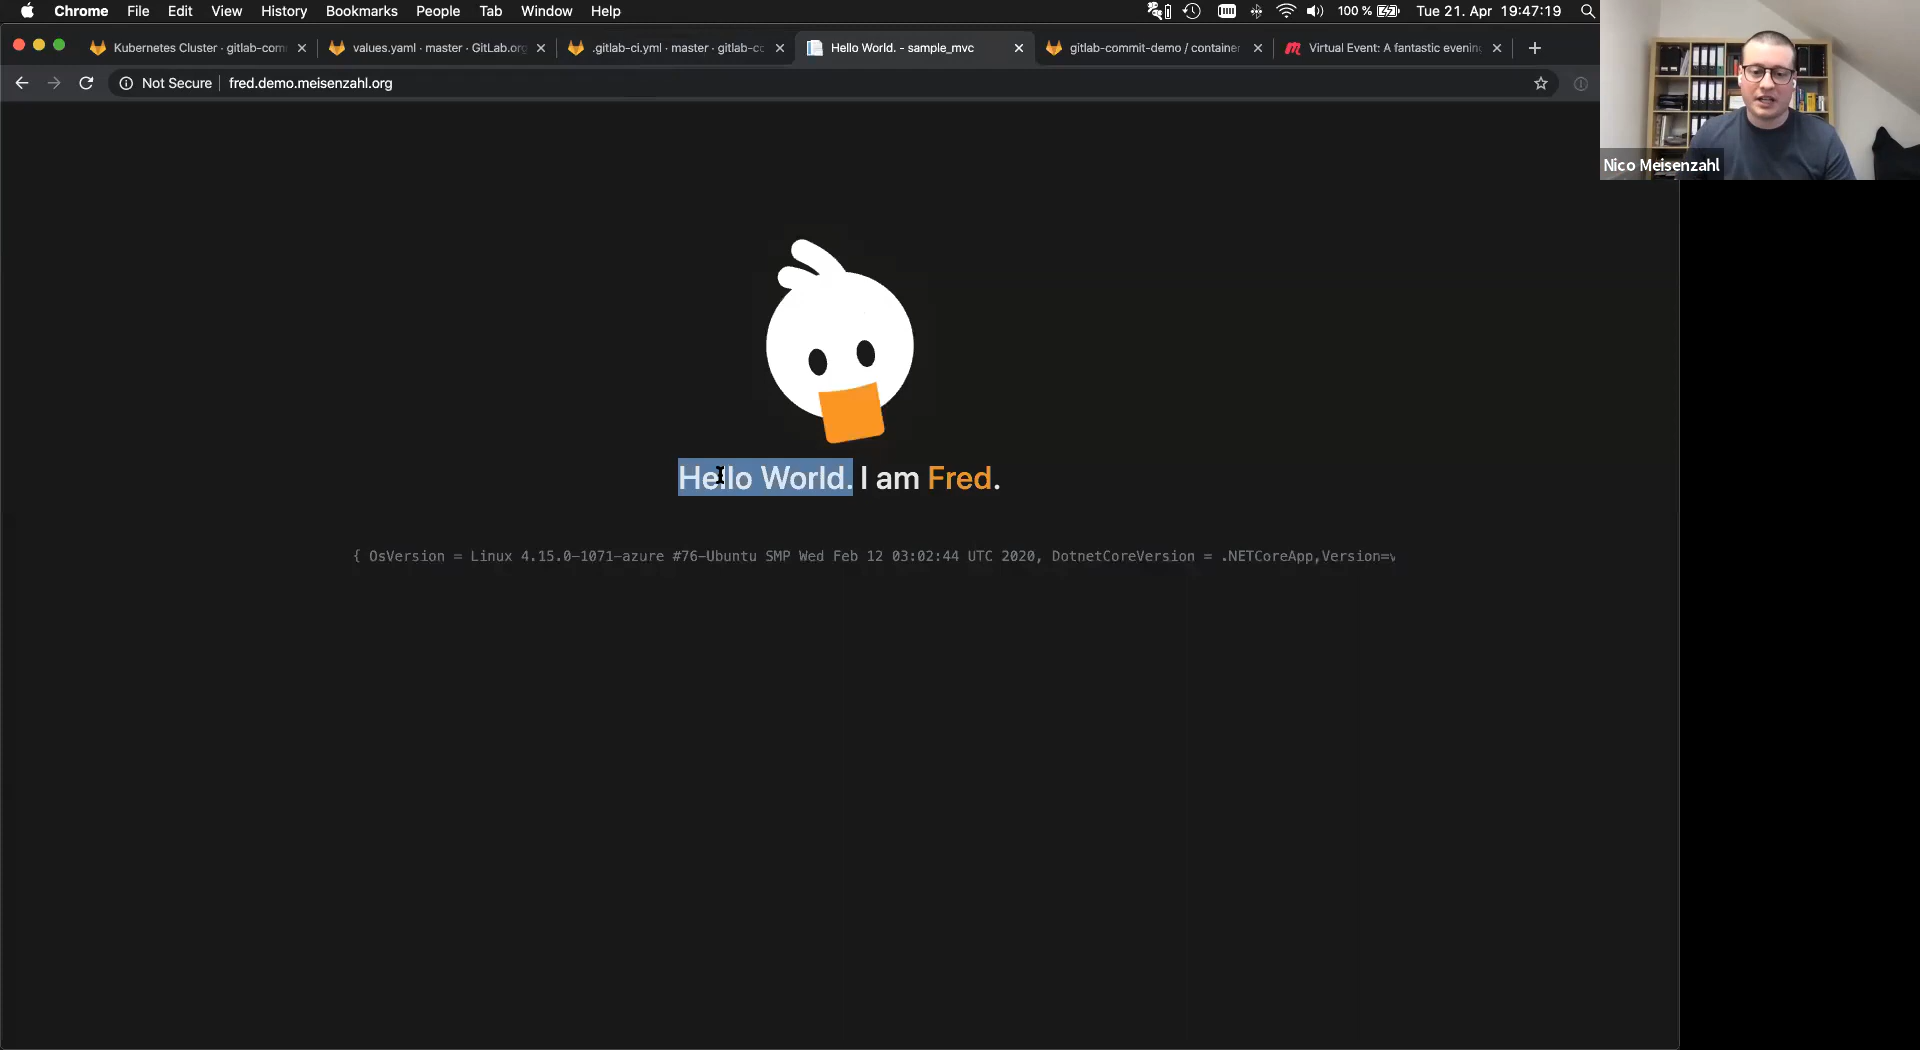 Chrome File Edit View History Bookmarks People Tab Window Help 100 % Tue 21. Apr 19:47:19
Kubernetes Cluster · gitlab-com values.yaml · master · GitLab.org .gitlab-ci.yml · master · gitlab-cc Hello World. - sample_mvc gitlab-commit-demo / container Virtual Event: A fantastic evening
Not Secure fred.demo.meisenzahl.org
Nico Meisenzahl
Hello World. I am Fred.
{ OsVersion = Linux 4.15.0-1071-azure #76-Ubuntu SMP Wed Feb 12 03:02:44 UTC 2020, DotnetCoreVersion = .NETCoreApp,Version=v